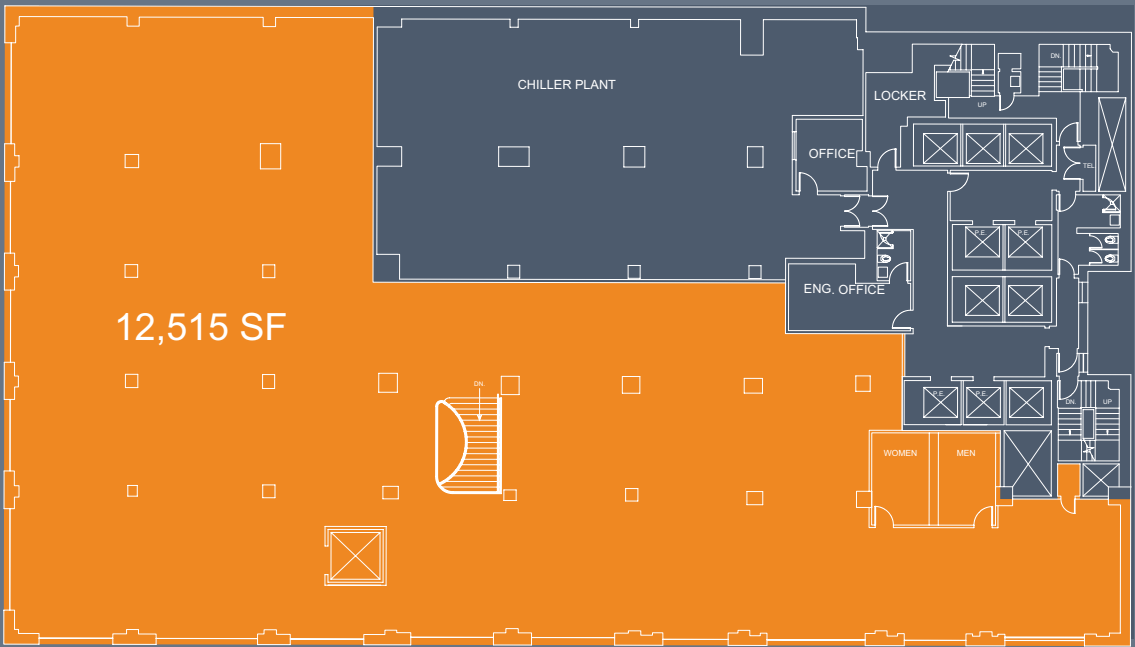 CHILLER PLANT
LOCKER
DN.
UP
OFFICE
TEL.
P.E.
P.E.
ENG. OFFICE
12,515 SF
DN.
P.E.
P.E.
DN.
UP
WOMEN
MEN